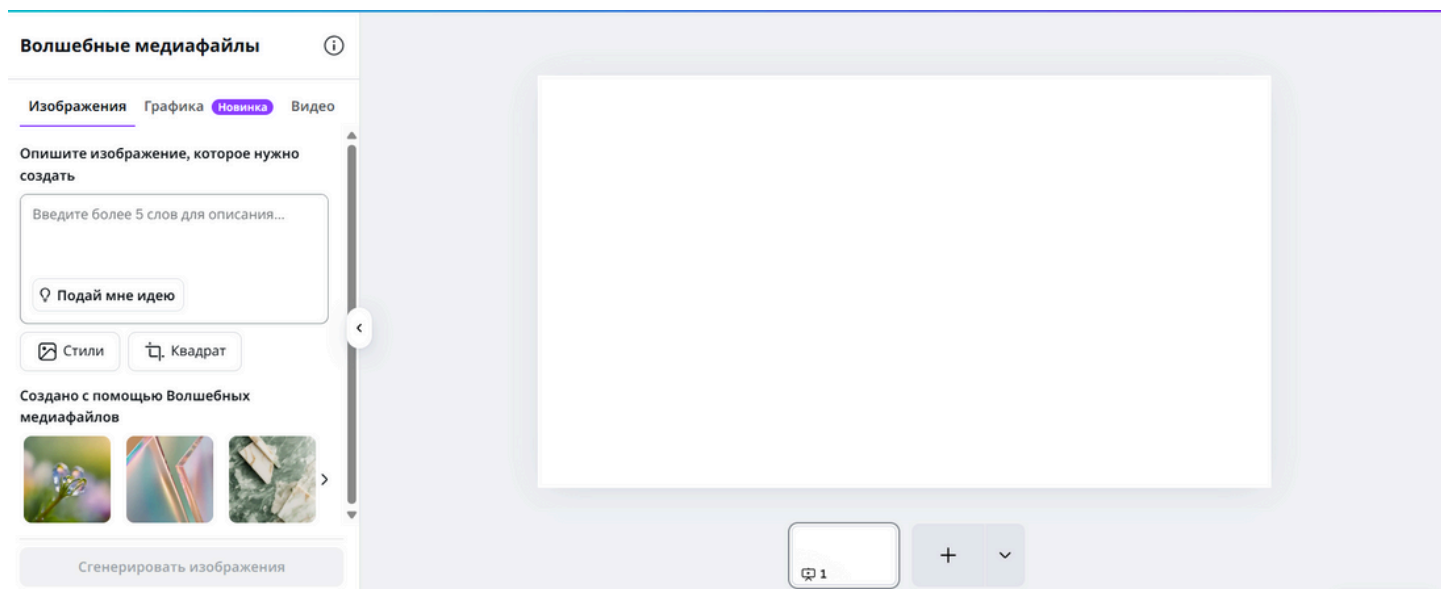 Волшебные медиафайлы
Изображения Графика Новинка Видео
Опишите изображение, которое нужно
создать
Введите более 5 слов для описания...
Подай мне идею
Стили Квадрат
Создано с помощью Волшебных
медиафайлов
Сгенерировать изображения
1